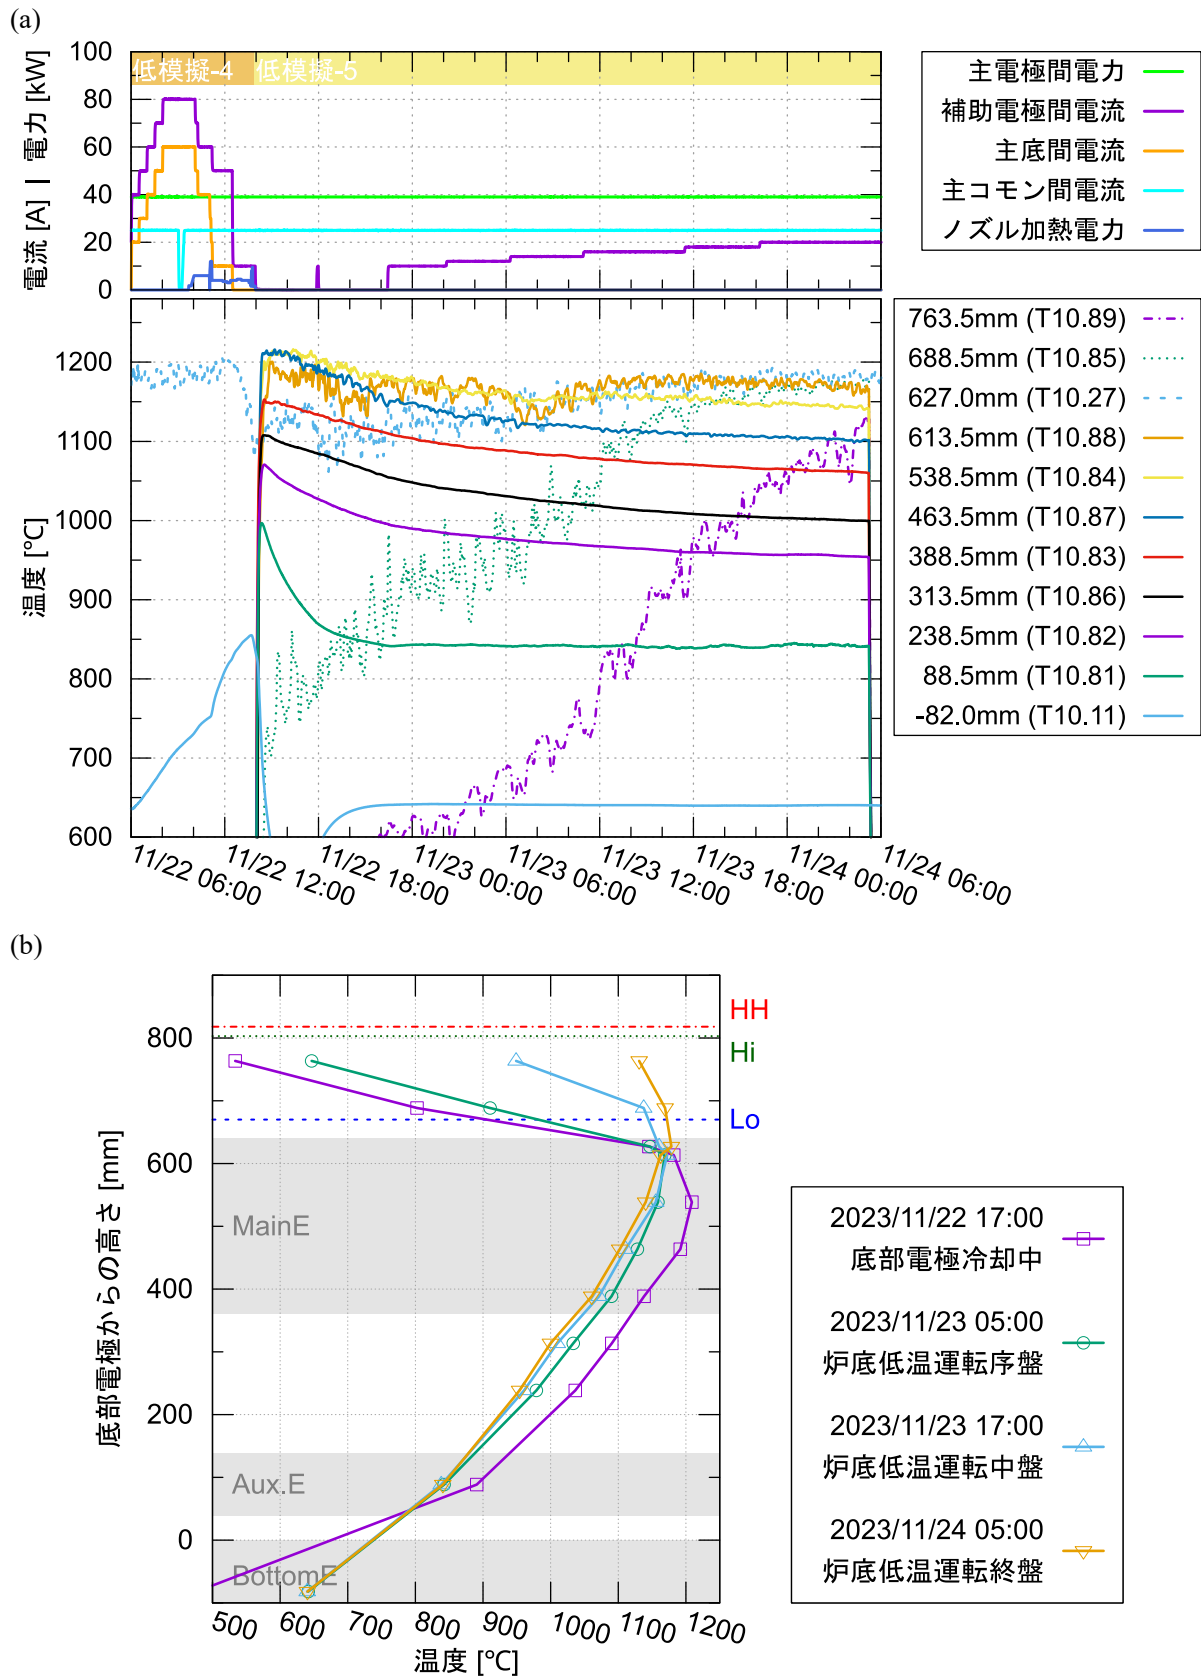 (a)
100
80
60
40
20
0
電流 [A] | 電力 [kW]
低模擬-4
低模擬-5
主電極間電力
補助電極間電流
主底間電流
主コモン間電流
ノズル加熱電力
1200
1100
1000
900
800
700
600
温度 [℃]
763.5mm (T10.89)
688.5mm (T10.85)
627.0mm (T10.27)
613.5mm (T10.88)
538.5mm (T10.84)
463.5mm (T10.87)
388.5mm (T10.83)
313.5mm (T10.86)
238.5mm (T10.82)
88.5mm (T10.81)
-82.0mm (T10.11)
11/22 06:00
11/22 12:00
11/22 18:00
11/23 00:00
11/23 06:00
11/23 12:00
11/23 18:00
11/24 00:00
11/24 06:00
(b)
HH
Hi
Lo
800
600
400
200
0
底部電極からの高さ [mm]
MainE
Aux.E
BottomE
500
600
700
800
900
1000
1100
1200
温度 [℃]
2023/11/22 17:00
底部電極冷却中
2023/11/23 05:00
炉底低温運転序盤
2023/11/23 17:00
炉底低温運転中盤
2023/11/24 05:00
炉底低温運転終盤